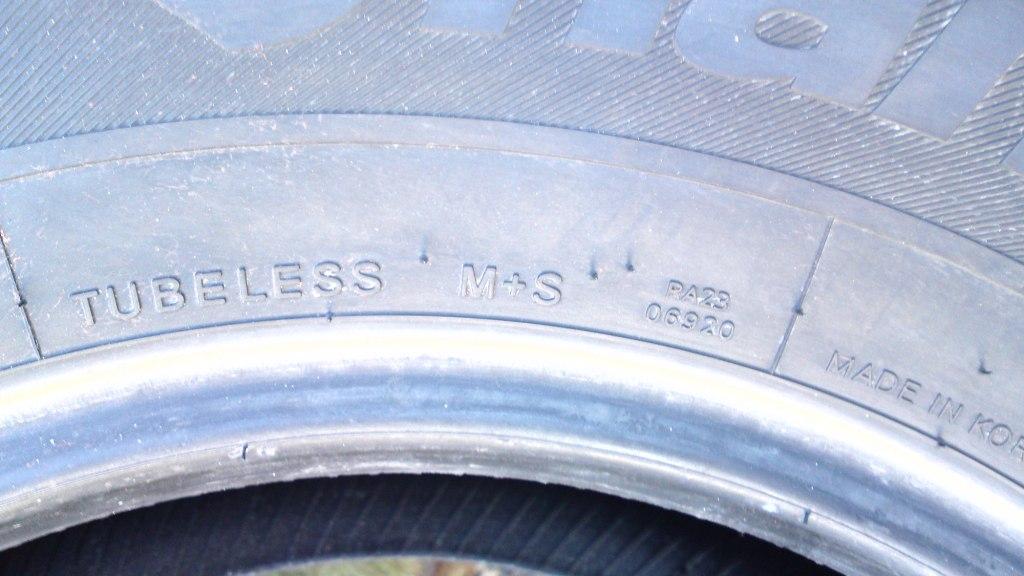 TUBELESS M+S
RA23
06920
MADE IN KOR